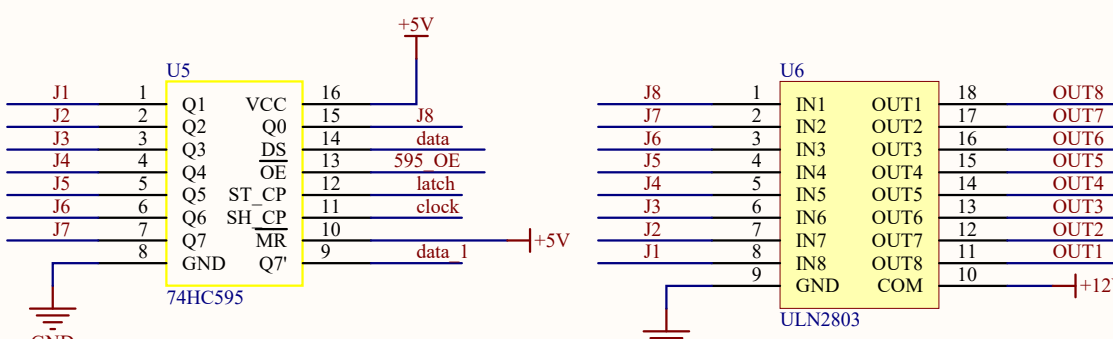 +5V
U5
J1 1 Q1 VCC 16
J2 2 Q2 Q0 15 J8
J3 3 Q3 DS 14 data
J4 4 Q4 OE 13 595_OE
J5 5 Q5 ST_CP 12 latch
J6 6 Q6 SH_CP 11 clock
J7 7 Q7 MR 10 +5V
8 GND Q7' 9 data_1
74HC595
GND
U6
J8 1 IN1 OUT1 18 OUT8
J7 2 IN2 OUT2 17 OUT7
J6 3 IN3 OUT3 16 OUT6
J5 4 IN4 OUT4 15 OUT5
J4 5 IN5 OUT5 14 OUT4
J3 6 IN6 OUT6 13 OUT3
J2 7 IN7 OUT7 12 OUT2
J1 8 IN8 OUT8 11 OUT1
9 GND COM 10 +12V
ULN2803